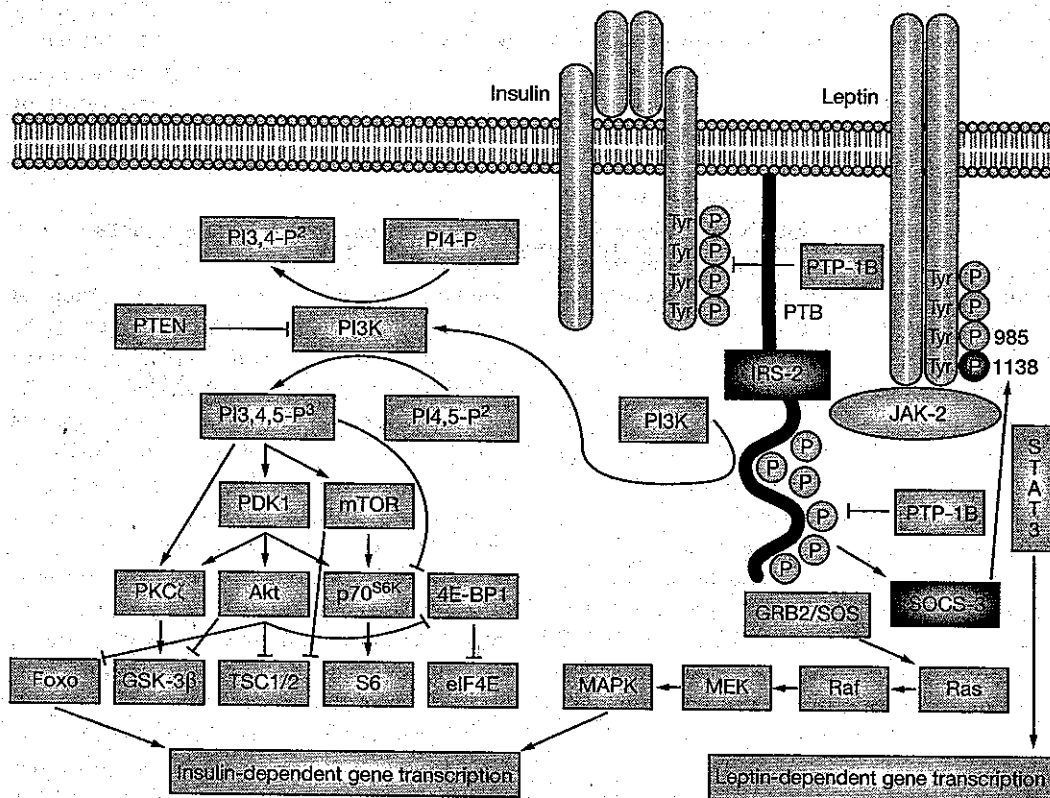 Insulin
Leptin
Tyr P
Tyr P
Tyr P
Tyr P
PTP-1B
PTB
Tyr P
Tyr P
Tyr P 985
Tyr P 1138
JAK-2
PI3,4-P²
PI4-P
PTEN
PI3K
PI3,4,5-P³
PI4,5-P²
PI3K
IRS-2
P
P
P
P
P
P
PTP-1B
STAT3
PDK1
mTOR
PKCζ
Akt
p70S6K
4E-BP1
GRB2/SOS
SOCS-3
Foxo
GSK-3β
TSC1/2
S6
eIF4E
MAPK
MEK
Raf
Ras
Insulin-dependent gene transcription
Leptin-dependent gene transcription